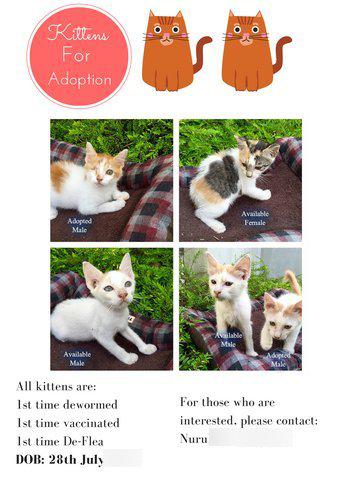 Kittens
For
Adoption
Adopted
Male
Available
Female
Available
Male
Available
Male
Adopted
Male
All kittens are:
1st time dewormed
1st time vaccinated
1st time De-Flea
DOB: 28th July
For those who are
interested, please contact:
Nuru